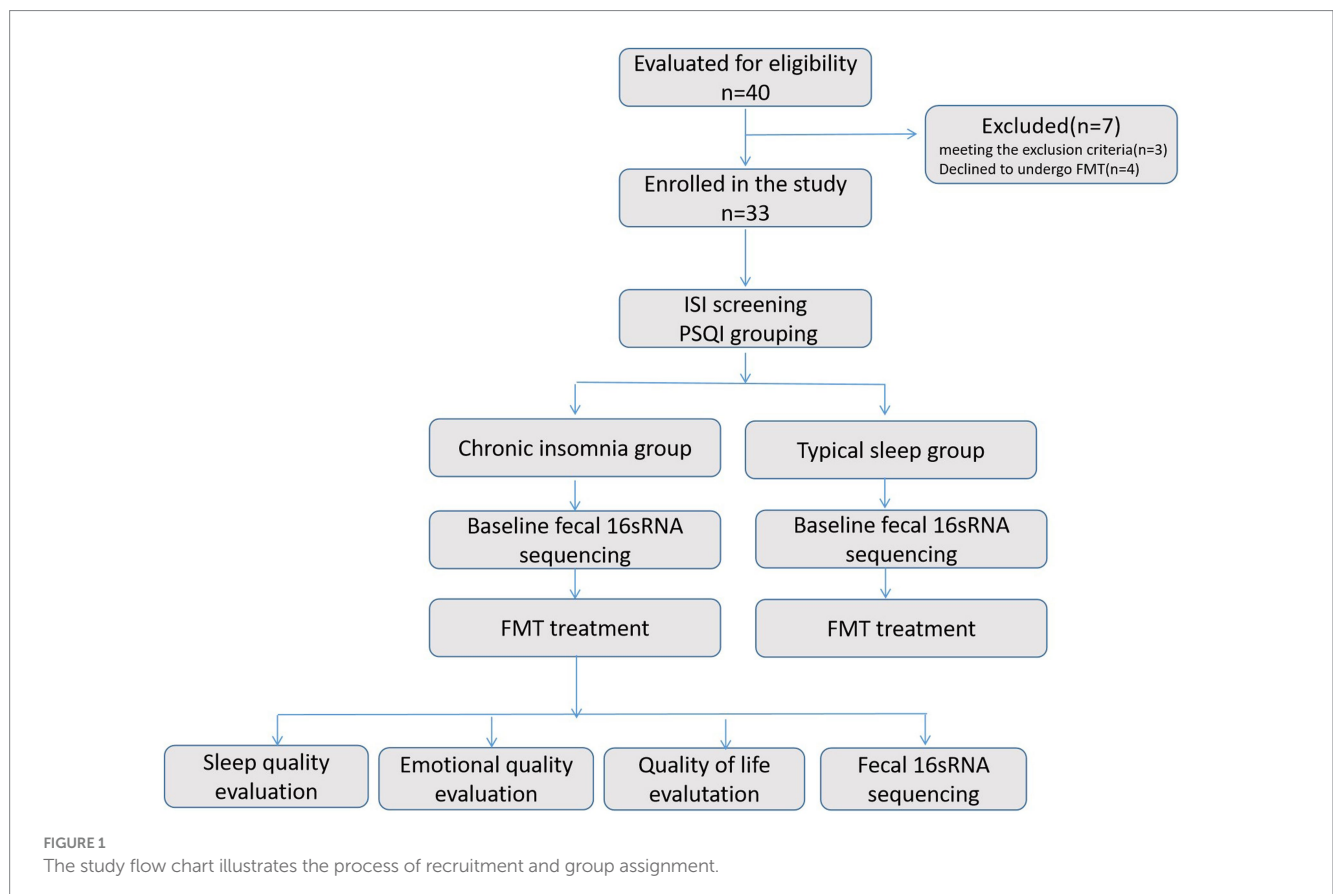 Evaluated for eligibility
n=40
Excluded(n=7)
meeting the exclusion criteria(n=3)
Declined to undergo FMT(n=4)
Enrolled in the study
n=33
ISI screening
PSQI grouping
Chronic insomnia group
Typical sleep group
Baseline fecal 16sRNA
sequencing
Baseline fecal 16sRNA
sequencing
FMT treatment
FMT treatment
Sleep quality
evaluation
Emotional quality
evaluation
Quality of life
evalutation
Fecal 16sRNA
sequencing
FIGURE 1
The study flow chart illustrates the process of recruitment and group assignment.